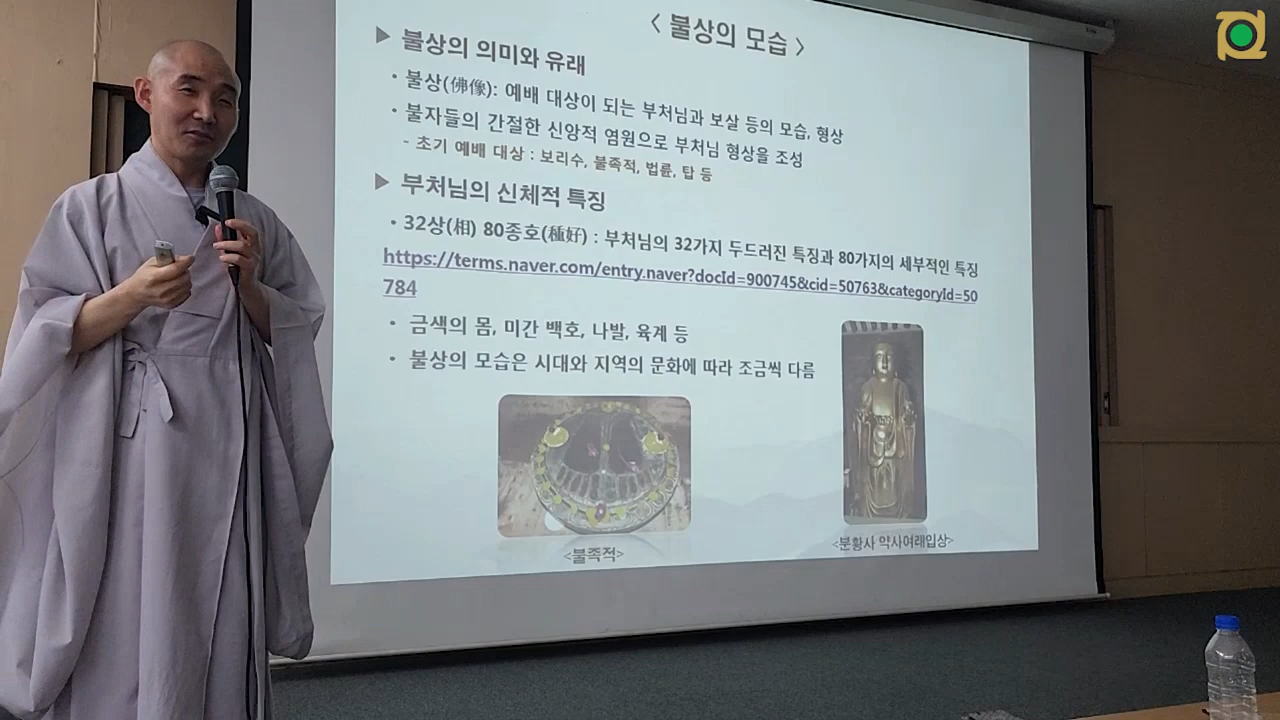 < 불상의 모습 >
▶ 불상의 의미와 유래
• 불상(佛像): 예배 대상이 되는 부처님과 보살 등의 모습, 형상
• 불자들의 간절한 신앙적 염원으로 부처님 형상을 조성
- 초기 예배 대상 : 보리수, 불족적, 법륜, 탑 등
▶ 부처님의 신체적 특징
• 32상(相) 80종호(種好) : 부처님의 32가지 두드러진 특징과 80가지의 세부적인 특징
https://terms.naver.com/entry.naver?docId=900745&cid=50763&categoryId=50
784
• 금색의 몸, 미간 백호, 나발, 육계 등
• 불상의 모습은 시대와 지역의 문화에 따라 조금씩 다름
<불족적>
<분황사 약사여래입상>